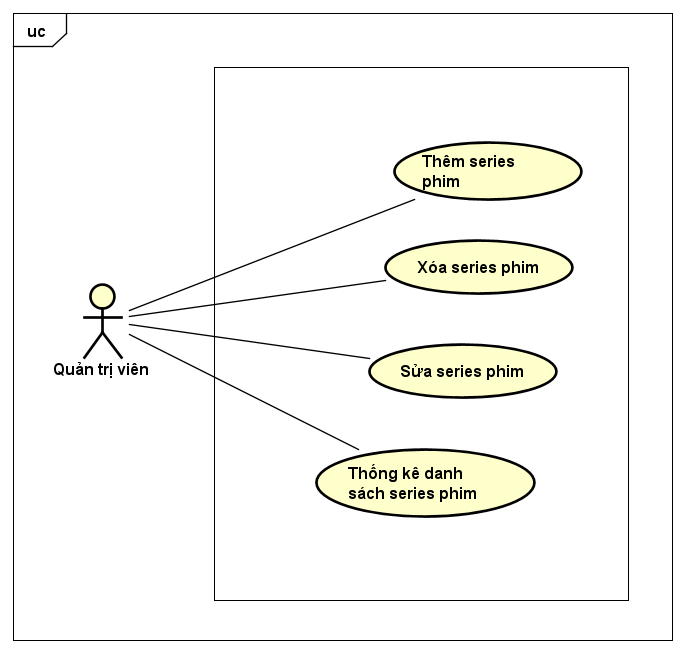 uc
Thêm series
phim
Xóa series phim
Quản trị viên
Sửa series phim
Thống kê danh
sách series phim